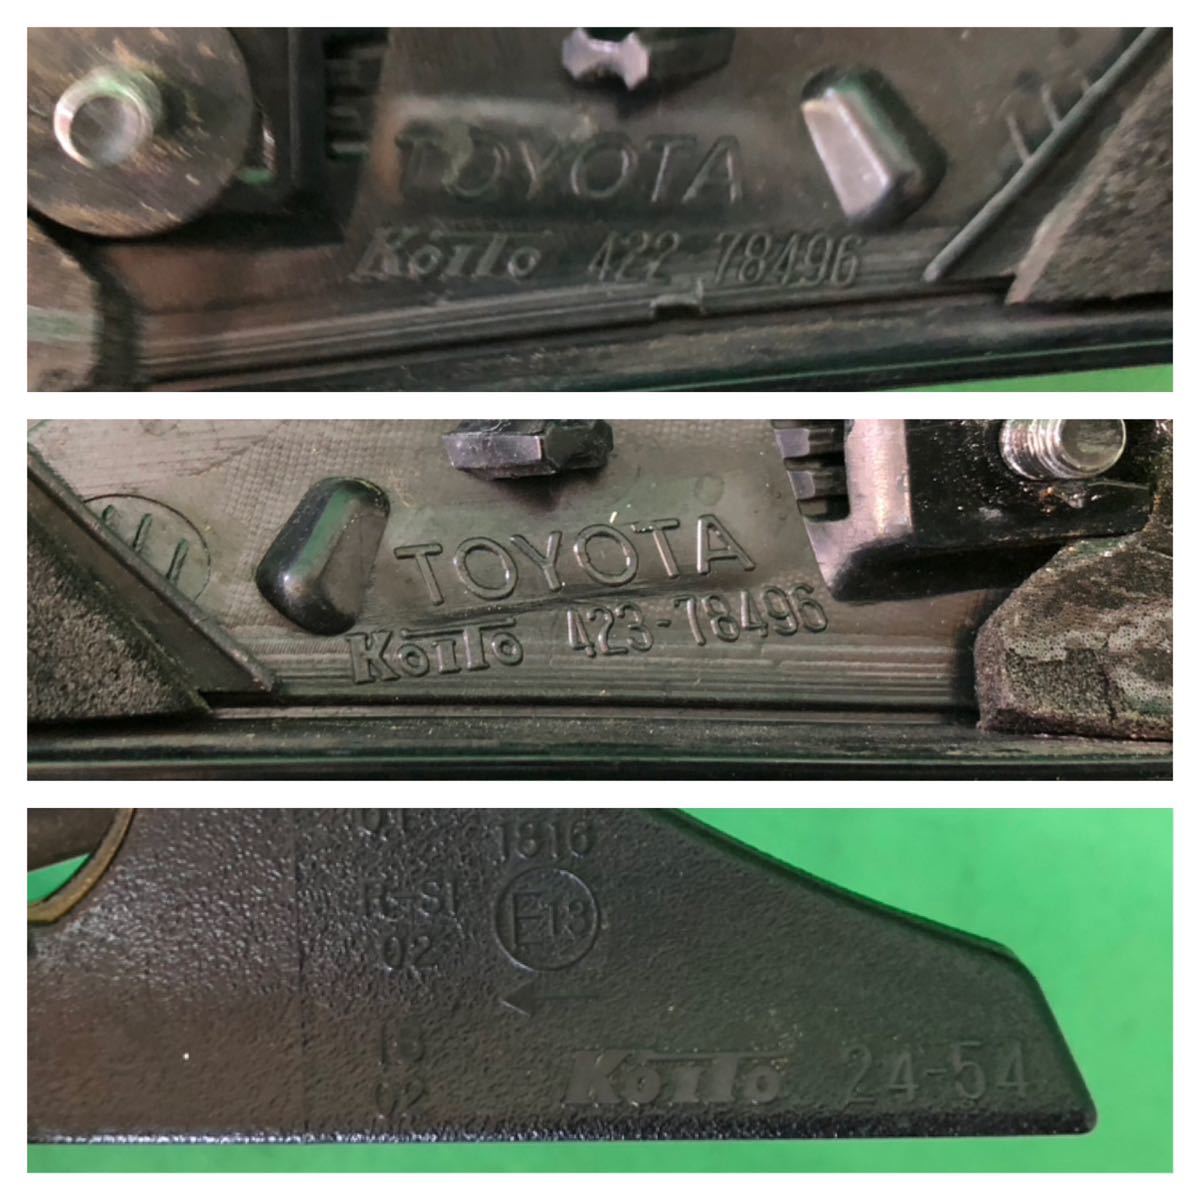 TOYOTA
KOITO 422 78496
TOYOTA
KOITO 423-78496
1816
E13
02
02
KOITO 24-54